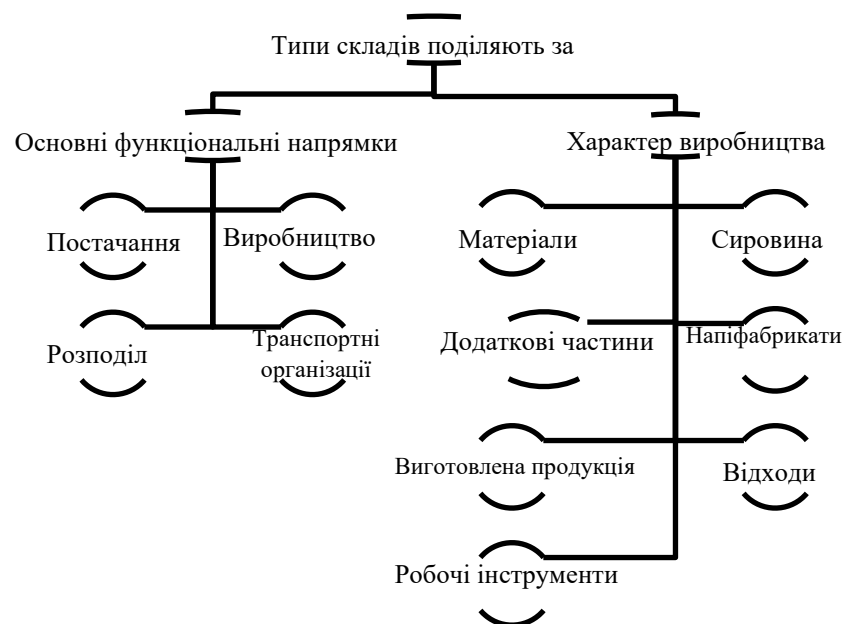 Типи складів поділяють за
Основні функціональні напрямки
Характер виробництва
Постачання
Виробництво
Розподіл
Транспортні
організації
Матеріали
Сировина
Додаткові частини
Напіфабрикати
Виготовлена продукція
Відходи
Робочі інструменти